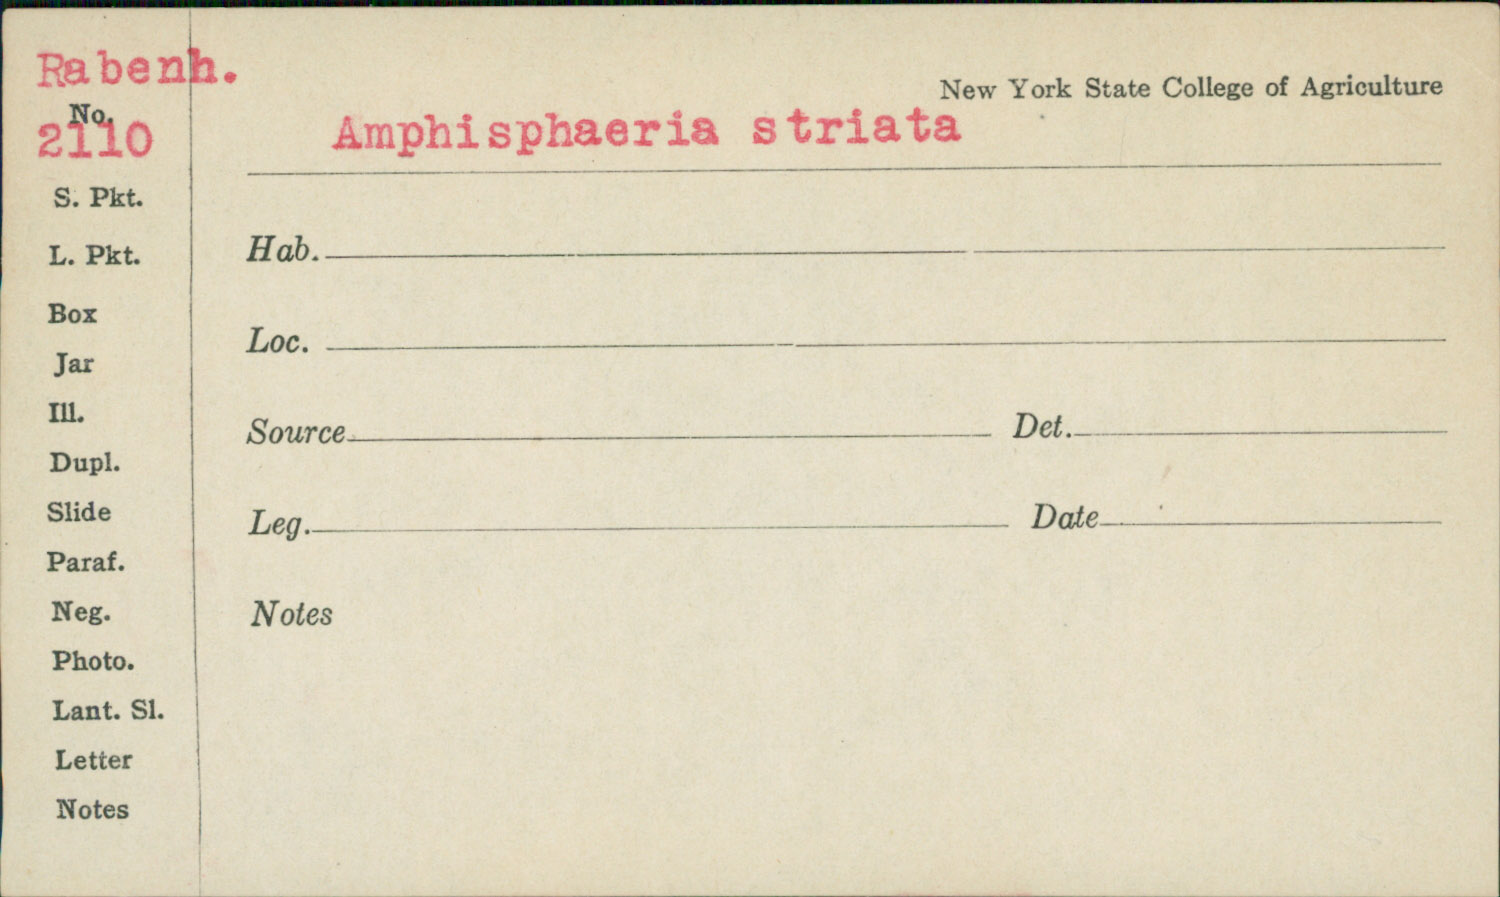 Rabenh.
No.
2110
New York State College of Agriculture
Amphisphaeria striata
S. Pkt.
L. Pkt.
Box
Jar
Ill.
Dupl.
Slide
Paraf.
Neg.
Photo.
Lant. Sl.
Letter
Notes
Hab.
Loc.
Source Det.
Leg. Date
Notes